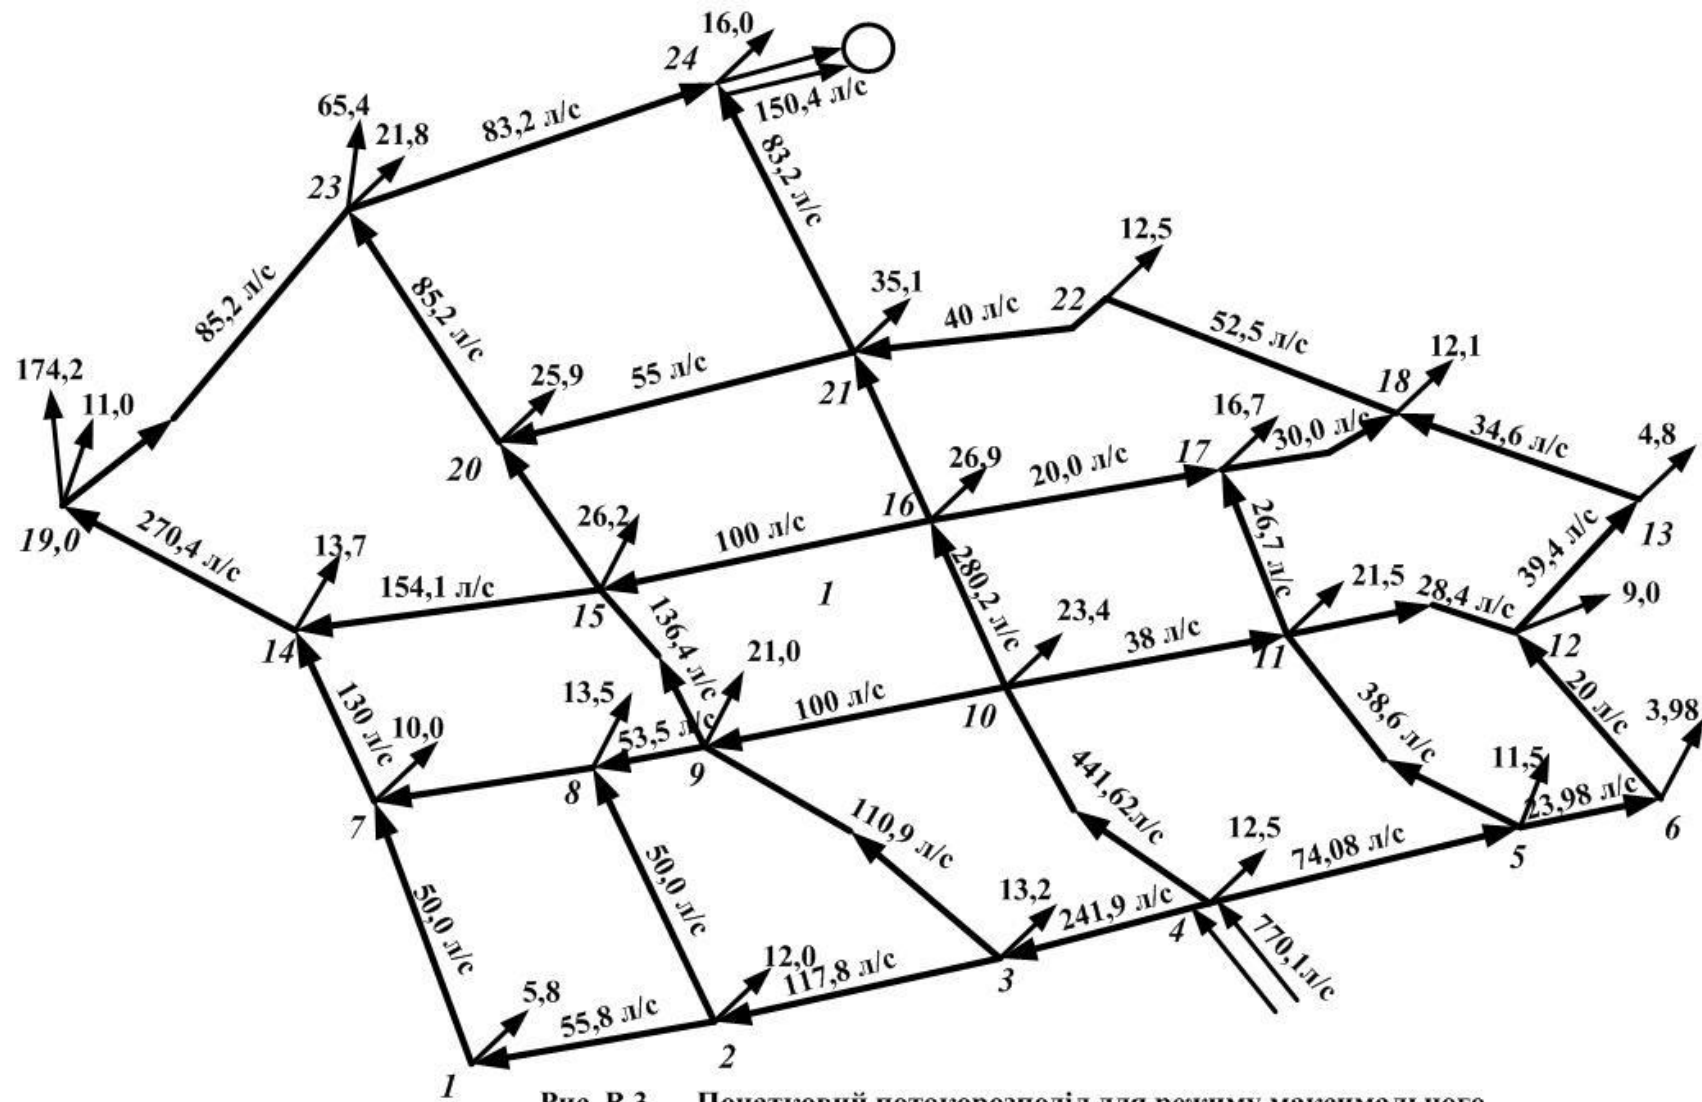 16,0
24
150,4 л/с
65,4
21,8
83,2 л/с
23
83,2 л/с
12,5
85,2 л/с
85,2 л/с
35,1
22
40 л/с
52,5 л/с
174,2
11,0
25,9
55 л/с
21
12,1
18
16,7
30,0 л/с
34,6 л/с
4,8
20
26,9
20,0 л/с
17
16
19,0
270,4 л/с
13,7
26,2
100 л/с
280,2 л/с
26,7 л/с
39,4 л/с
13
154,1 л/с
15
1
21,5
28,4 л/с
9,0
14
136,4 л/с
23,4
38 л/с
11
12
130 л/с
10,0
13,5
21,0
53,5 л/с
100 л/с
10
38,6 л/с
20 л/с
3,98
7
8
9
441,62л/с
11,5
23,98 л/с
6
110,9 л/с
12,5
74,08 л/с
5
50,0 л/с
50,0 л/с
13,2
241,9 л/с
4
770,1л/с
12,0
117,8 л/с
3
5,8
55,8 л/с
2
1
Рис. В.3 Початковий потокорозподіл для режиму максимального